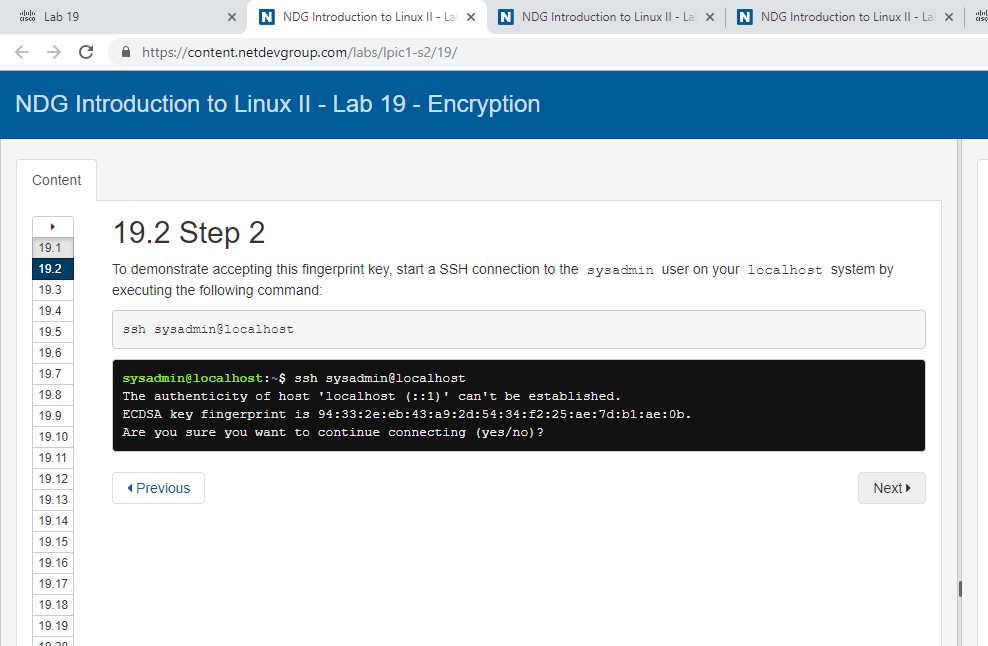 Lab 19
NDG Introduction to Linux II - La
NDG Introduction to Linux II - La
NDG Introduction to Linux II - La
https://content.netdevgroup.com/labs/lpic1-s2/19/
NDG Introduction to Linux II - Lab 19 - Encryption
Content
19.1
19.2
19.3
19.4
19.5
19.6
19.7
19.8
19.9
19.10
19.11
19.12
19.13
19.14
19.15
19.16
19.17
19.18
19.19
19.20
19.2 Step 2
To demonstrate accepting this fingerprint key, start a SSH connection to the sysadmin user on your localhost system by
executing the following command:
ssh sysadmin@localhost
sysadmin@localhost:~$ ssh sysadmin@localhost
The authenticity of host 'localhost (::1)' can't be established.
ECDSA key fingerprint is 94:33:2e:eb:43:a9:2d:54:34:f2:25:ae:7d:b1:ae:0b.
Are you sure you want to continue connecting (yes/no)?
Previous
Next